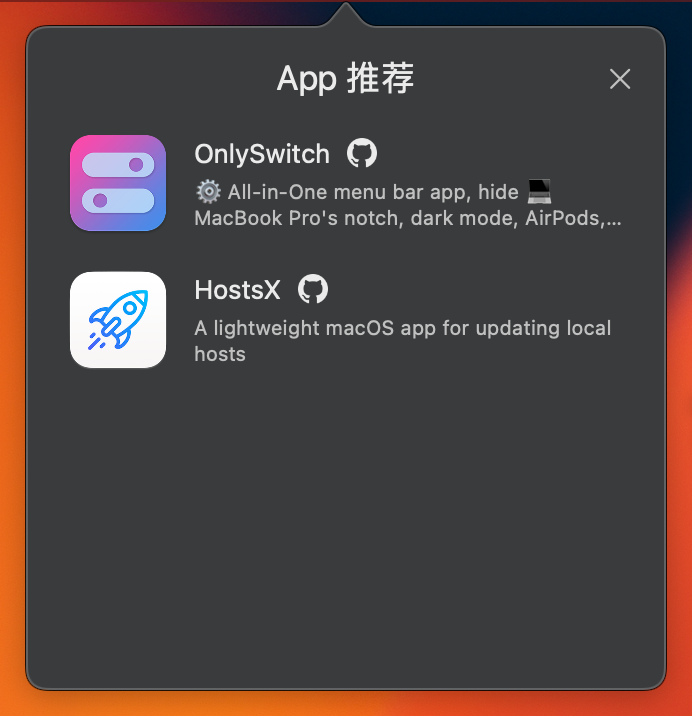 App 推荐
OnlySwitch
⚙️ All-in-One menu bar app, hide 💻
MacBook Pro's notch, dark mode, AirPods,...
HostsX
A lightweight macOS app for updating local
hosts